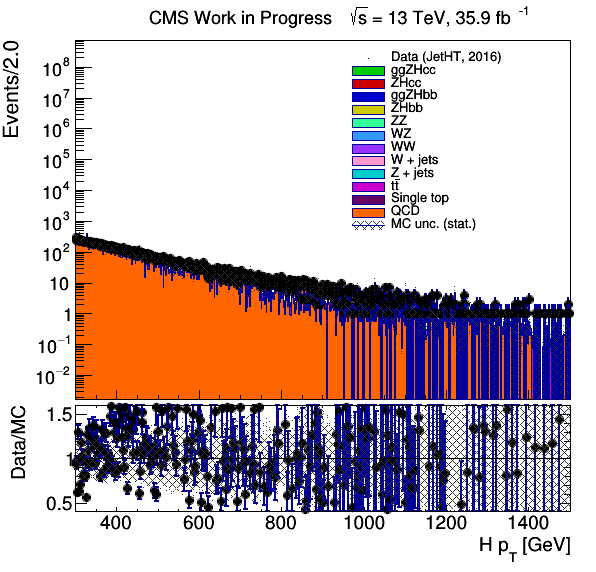 CMS Work in Progress √s = 13 TeV, 35.9 fb⁻¹
Events/2.0
10⁸
10⁷
10⁶
10⁵
10⁴
10³
10²
10
1
10⁻¹
10⁻²
Data (JetHT, 2016)
ggZHcc
ZHcc
ggZHbb
ZHbb
ZZ
WZ
WW
W + jets
Z + jets
tt̄
Single top
QCD
MC unc. (stat.)
Data/MC
1.5
1
0.5
400 600 800 1000 1200 1400
H p_T [GeV]